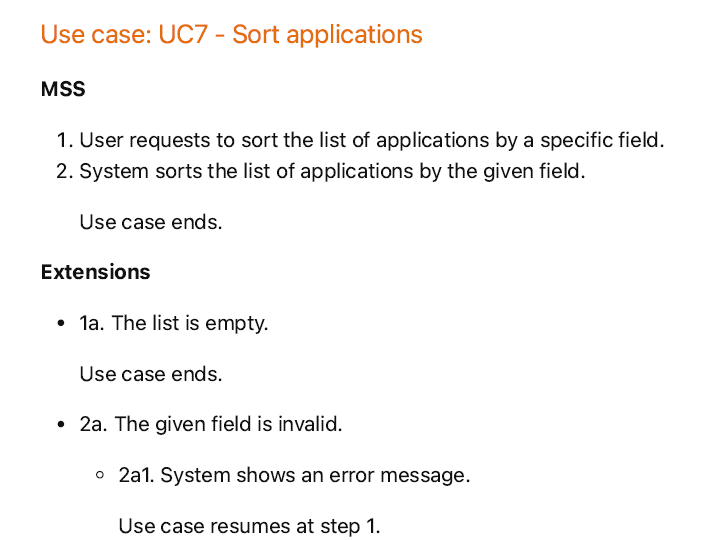 Use case: UC7 - Sort applications
MSS
1. User requests to sort the list of applications by a specific field.
2. System sorts the list of applications by the given field.
Use case ends.
Extensions
• 1a. The list is empty.
Use case ends.
• 2a. The given field is invalid.
◦ 2a1. System shows an error message.
Use case resumes at step 1.